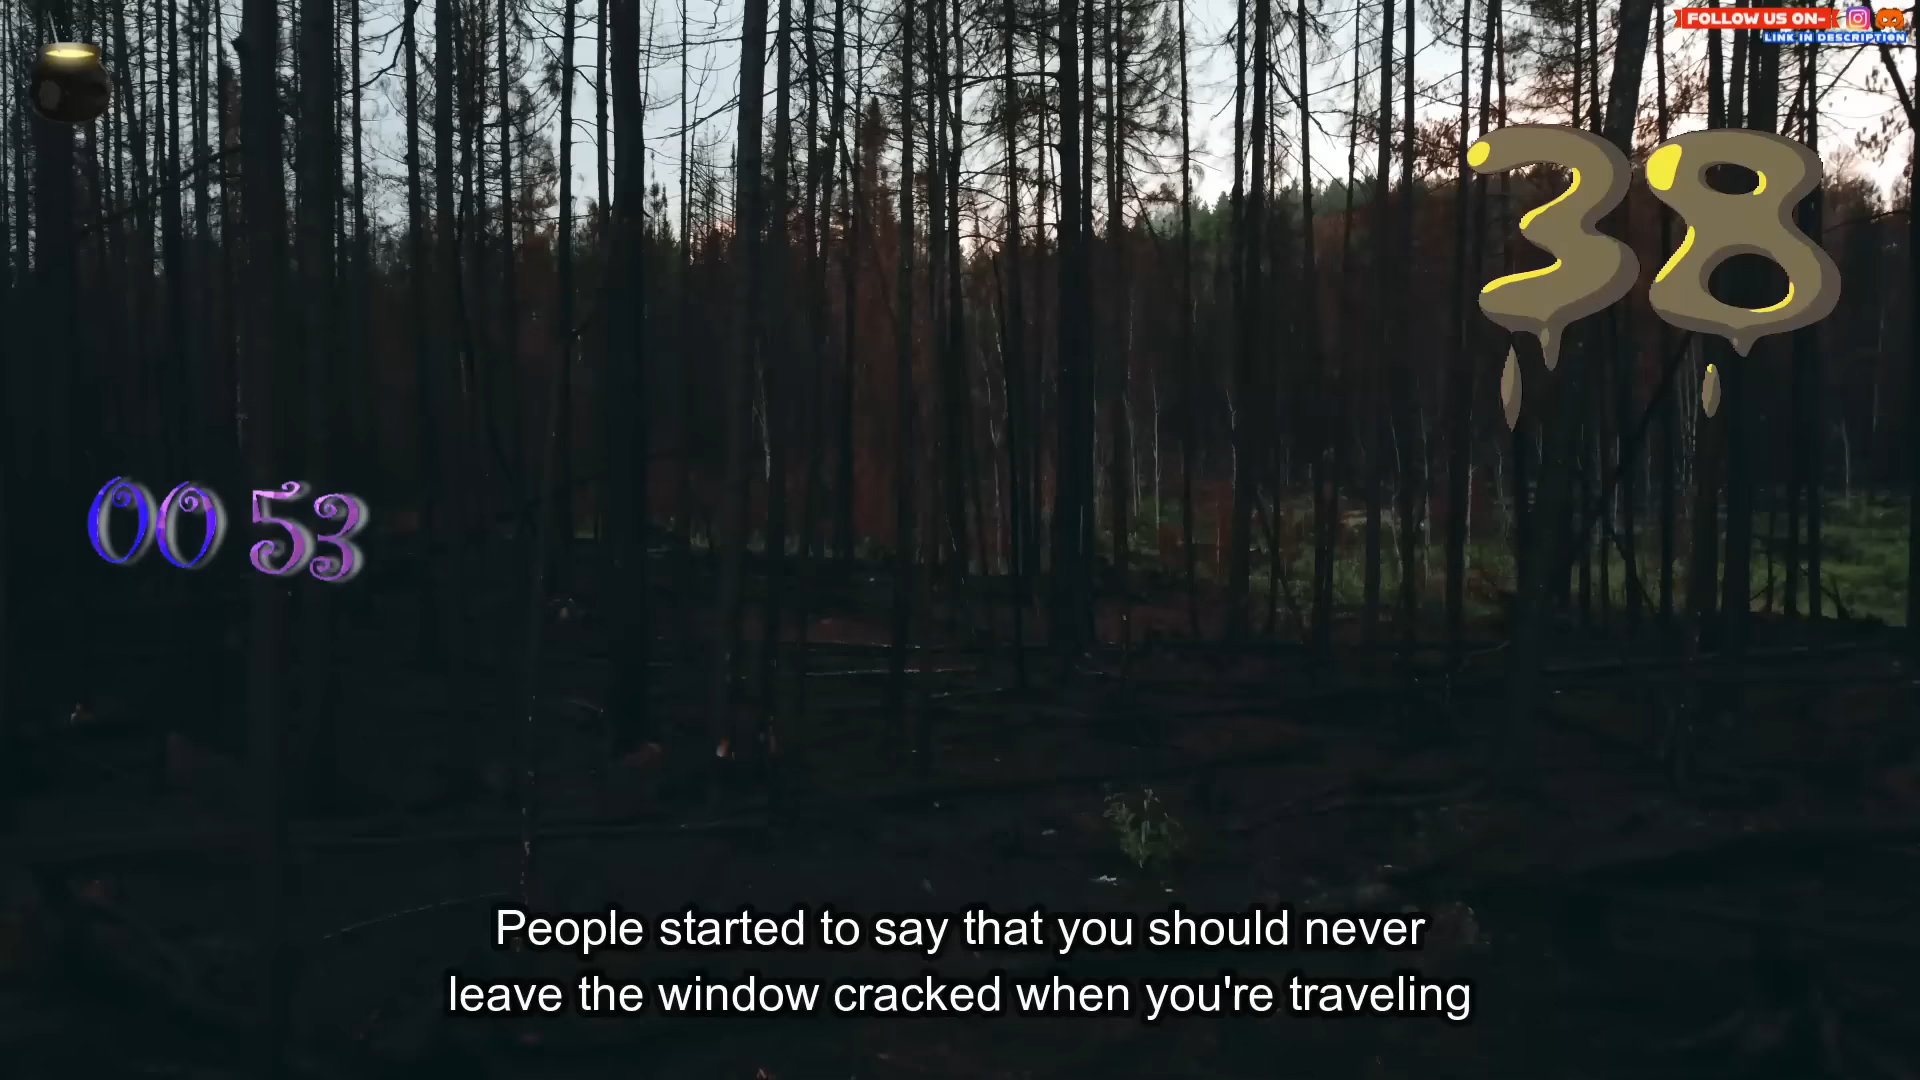 FOLLOW US ON-
LINK IN DESCRIPTION
38
00 53
People started to say that you should never
leave the window cracked when you're traveling